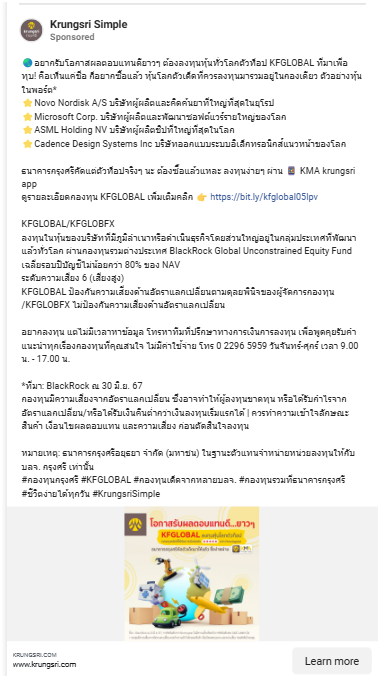 Krungsri Simple
Sponsored
🌏 อยากรับโอกาสผลตอบแทนดียาวๆ ต้องลงทุนหุ้นทั่วโลกตัวท็อป KFGLOBAL ที่มาเพื่อ
ทุบ! คือเห็นแค่ชื่อ ก็อยากซื้อแล้ว หุ้นโลกตัวเด็ดที่ควรลงทุนมารวมอยู่ในกองเดียว ตัวอย่างหุ้น
ในพอร์ต*
⭐ Novo Nordisk A/S บริษัทผู้ผลิตและคิดค้นยาที่ใหญ่ที่สุดในยุโรป
⭐ Microsoft Corp. บริษัทผู้ผลิตและพัฒนาซอฟต์แวร์รายใหญ่ของโลก
⭐ ASML Holding NV บริษัทผู้ผลิตชิปที่ใหญ่ที่สุดในโลก
⭐ Cadence Design Systems Inc บริษัทออกแบบระบบอิเล็กทรอนิกส์แนวหน้าของโลก
ธนาคารกรุงศรีคัดแต่ตัวท็อปจริงๆ นะ ต้องซื้อแล้วแหละ ลงทุนง่ายๆ ผ่าน 📱 KMA krungsri
app
ดูรายละเอียดกองทุน KFGLOBAL เพิ่มเติมคลิก 👉 https://bit.ly/kfglobal05lpv
KFGLOBAL/KFGLOBFX
ลงทุนในหุ้นของบริษัทที่มีภูมิลำเนาหรือดำเนินธุรกิจโดยส่วนใหญ่อยู่ในกลุ่มประเทศที่พัฒนา
แล้วทั่วโลก ผ่านกองทุนรวมต่างประเทศ BlackRock Global Unconstrained Equity Fund
เฉลี่ยรอบปีบัญชีไม่น้อยกว่า 80% ของ NAV
ระดับความเสี่ยง 6 (เสี่ยงสูง)
KFGLOBAL ป้องกันความเสี่ยงด้านอัตราแลกเปลี่ยนตามดุลยพินิจของผู้จัดการกองทุน
/KFGLOBFX ไม่ป้องกันความเสี่ยงด้านอัตราแลกเปลี่ยน
อยากลงทุน แต่ไม่มีเวลาหาข้อมูล โทรหาทีมที่ปรึกษาทางการเงินการลงทุน เพื่อพูดคุยรับคำ
แนะนำทุกเรื่องกองทุนที่คุณสนใจ ไม่มีค่าใช้จ่าย โทร 0 2296 5959 วันจันทร์-ศุกร์ เวลา 9.00
น. - 17.00 น.
*ที่มา: BlackRock ณ 30 มิ.ย. 67
กองทุนมีความเสี่ยงจากอัตราแลกเปลี่ยน ซึ่งอาจทำให้ผู้ลงทุนขาดทุน หรือได้รับกำไรจาก
อัตราแลกเปลี่ยน/หรือได้รับเงินคืนต่ำกว่าเงินลงทุนเริ่มแรกได้ | ควรทำความเข้าใจลักษณะ
สินค้า เงื่อนไขผลตอบแทน และความเสี่ยง ก่อนตัดสินใจลงทุน
หมายเหตุ: ธนาคารกรุงศรีอยุธยา จำกัด (มหาชน) ในฐานะตัวแทนจำหน่ายหน่วยลงทุนให้กับ
บลจ. กรุงศรี เท่านั้น
#กองทุนกรุงศรี #KFGLOBAL #กองทุนเด็ดจากหลายบลจ. #กองทุนรวมที่ธนาคารกรุงศรี
#ชีวิตง่ายได้ทุกวัน #KrungsriSimple
โอกาสรับผลตอบแทนดี...ยาวๆ
KFGLOBAL
KRUNGSRI.COM
www.krungsri.com
Learn more